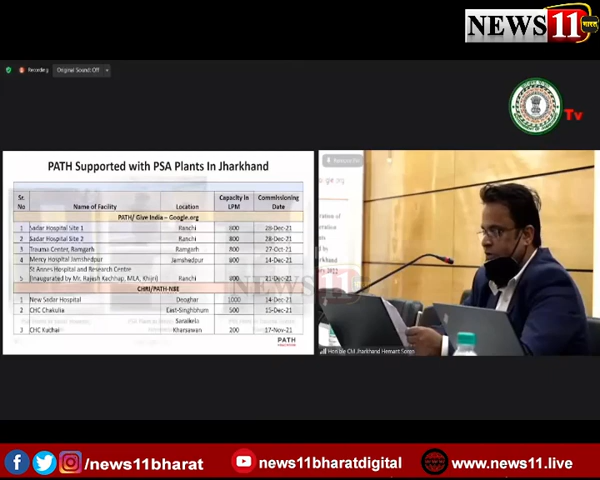 NEWS 11 भारत
Recording
Original Sound: Off
Tv
PATH Supported with PSA Plants In Jharkhand
Sr. No Name of Facility Location Capacity in LPM Commissioning Date
PATH/ Give India – Google.org
1 Sadar Hospital Site 1 Ranchi 800 28-Dec-21
2 Sadar Hospital Site 2 Ranchi 800 28-Dec-21
3 Trauma Center, Ramgarh Ramgarh 800 27-Oct-21
4 Mercy Hospital Jamshedpur Jamshedpur 800 14-Dec-21
St Annes Hospital and Research Centre
5 (Inaugurated by Mr. Rajesh Kachhap, MLA, Khijri) Ranchi 800 21-Dec-21
CHRI/PATH-NBE
1 New Sadar Hospital Deoghar 1000 14-Dec-21
2 CHC Chakulia East-Singhbhum 500 15-Dec-21
Saraikela
3 CHC Kuchai Kharsawan 200 17-Nov-21
PATH
NEWS 11
Hon'ble CM Jharkhand Hemant Soren
/news11bharat
news11bharatdigital
www.news11.live